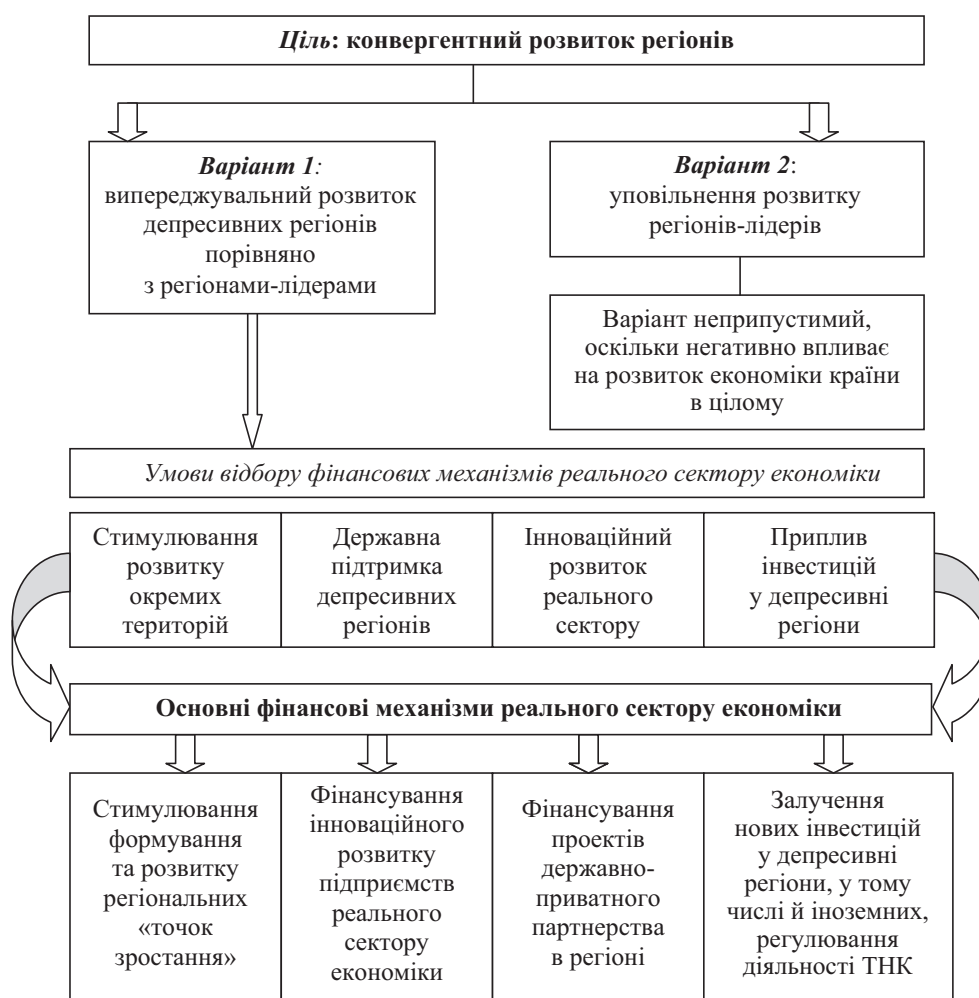 Ціль: конвергентний розвиток регіонів
Варіант 1:
випереджувальний розвиток
депресивних регіонів
порівняно
з регіонами-лідерами
Варіант 2:
уповільнення розвитку
регіонів-лідерів
Варіант неприпустимий,
оскільки негативно впливає
на розвиток економіки країни
в цілому
Умови відбору фінансових механізмів реального сектору економіки
Стимулювання
розвитку
окремих
територій
Державна
підтримка
депресивних
регіонів
Інноваційний
розвиток
реального
сектору
Приплив
інвестицій
у депресивні
регіони
Основні фінансові механізми реального сектору економіки
Стимулювання
формування
та розвитку
регіональних
«точок
зростання»
Фінансування
інноваційного
розвитку
підприємств
реального
сектору
економіки
Фінансування
проектів
державно-
приватного
партнерства
в регіоні
Залучення
нових інвестицій
у депресивні
регіони, у тому
числі й іноземних,
регулювання
діяльності ТНК